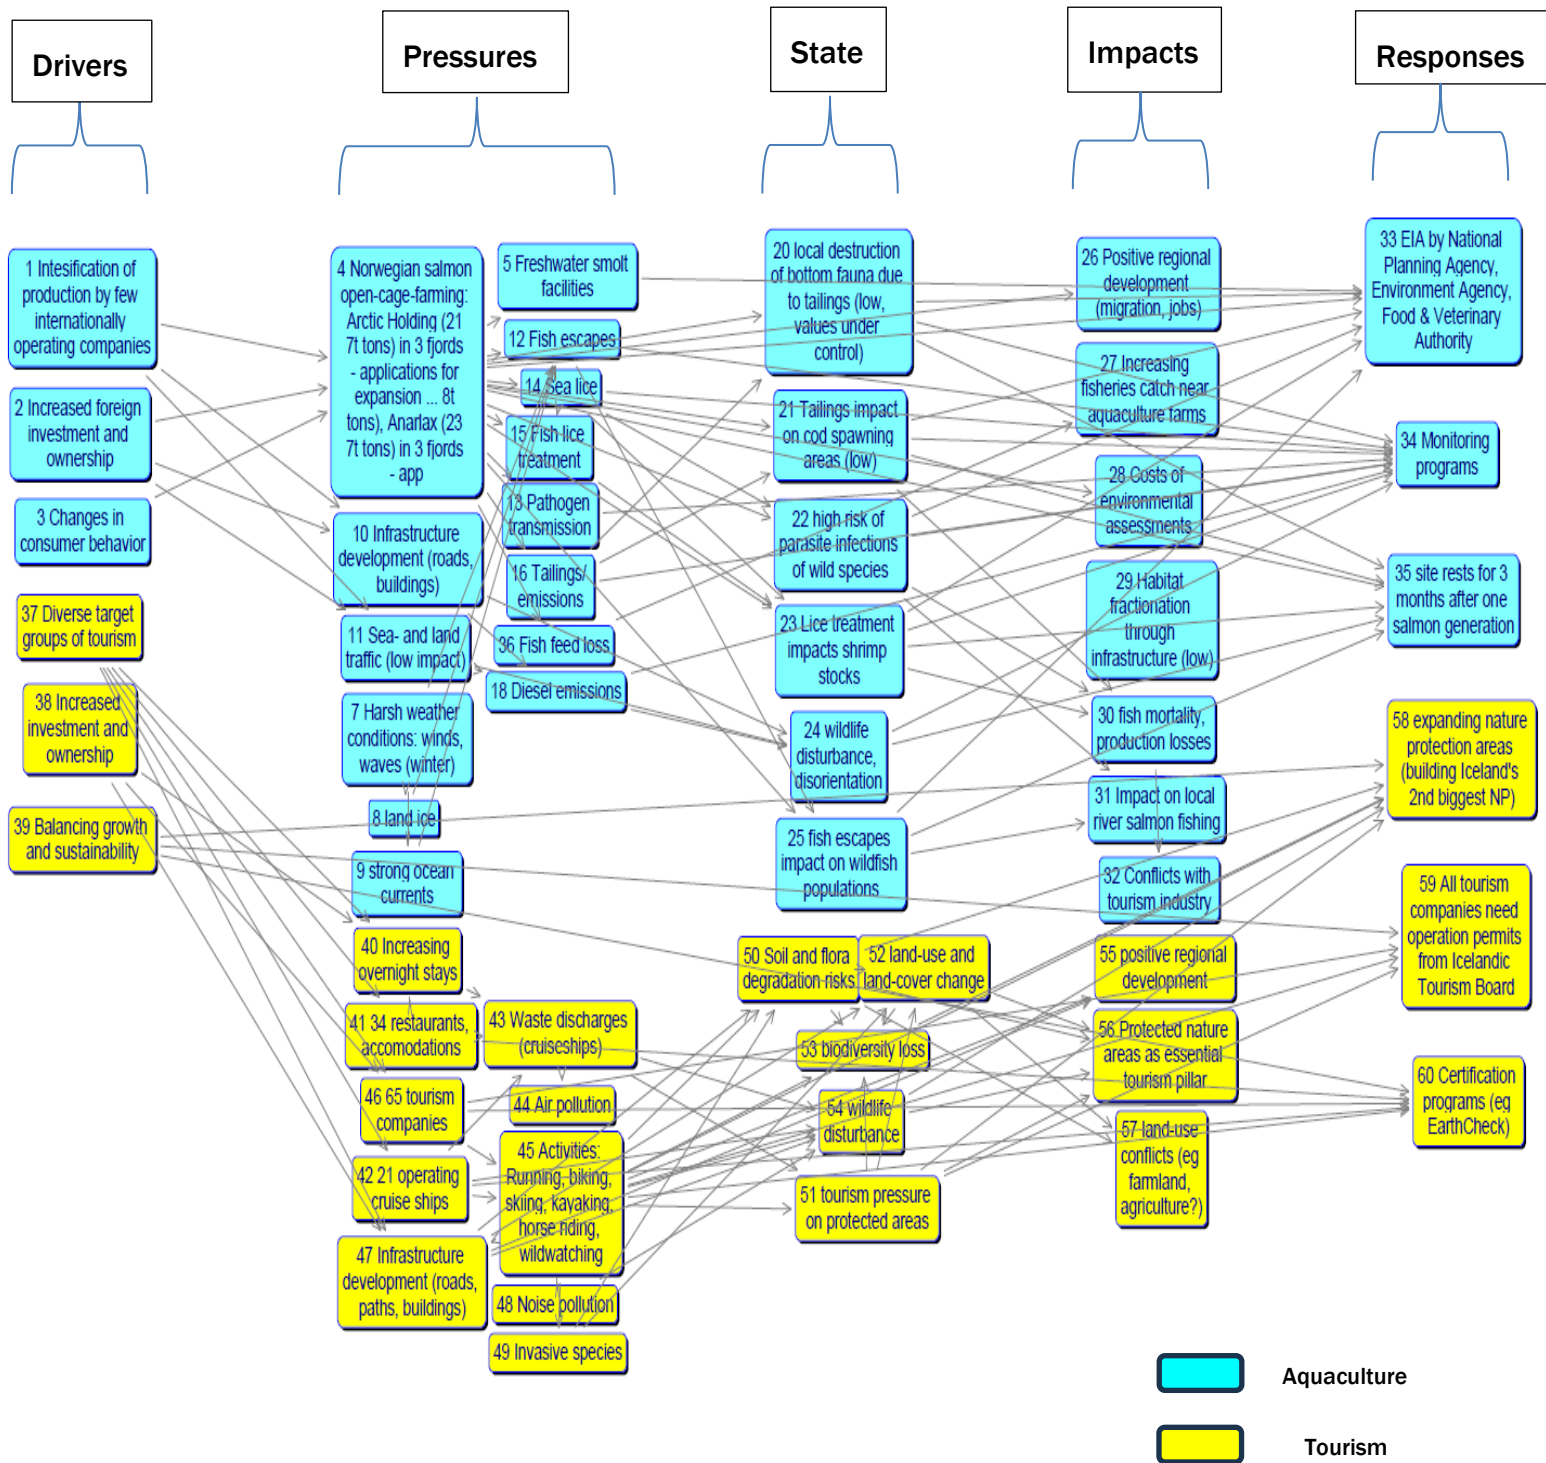 Drivers
Pressures
State
Impacts
Responses
1 Intesification of
production by few
internationally
operating companies
2 Increased foreign
investment and
ownership
3 Changes in
consumer behavior
37 Diverse target
groups of tourism
38 Increased
investment and
ownership
39 Balancing growth
and sustainability
4 Norwegian salmon
open-cage-farming:
Arctic Holding (21
7t tons) in 3 fjords
- applications for
expansion ... 8t
tons), Anarlax (23
7t tons) in 3 fjords
- app
10 Infrastructure
development (roads,
buildings)
11 Sea- and land
traffic (low impact)
7 Harsh weather
conditions: winds,
waves (winter)
8 land ice
9 strong ocean
currents
40 Increasing
overnight stays
41 34 restaurants,
accomodations
46 65 tourism
companies
42 21 operating
cruise ships
47 Infrastructure
development (roads,
paths, buildings)
5 Freshwater smolt
facilities
12 Fish escapes
14 Sea lice
15 Fish lice
treatment
13 Pathogen
transmission
16 Tailings/
emissions
36 Fish feed loss
18 Diesel emissions
43 Waste discharges
(cruiseships)
44 Air pollution
45 Activities:
Running, biking,
skiing, kayaking,
horse riding,
wildwatching
48 Noise pollution
49 Invasive species
20 local destruction
of bottom fauna due
to tailings (low,
values under
control)
21 Tailings impact
on cod spawning
areas (low)
22 high risk of
parasite infections
of wild species
23 Lice treatment
impacts shrimp
stocks
24 wildlife
disturbance,
disorientation
25 fish escapes
impact on wildfish
populations
50 Soil and flora
degradation risks
52 land-use and
land-cover change
53 biodiversity loss
54 wildlife
disturbance
51 tourism pressure
on protected areas
26 Positive regional
development
(migration, jobs)
27 Increasing
fisheries catch near
aquaculture farms
28 Costs of
environmental
assessments
29 Habitat
fractionation
through
infrastructure (low)
30 fish mortality,
production losses
31 Impact on local
river salmon fishing
32 Conflicts with
tourism industry
55 positive regional
development
56 Protected nature
areas as essential
tourism pillar
57 land-use
conflicts (eg
farmland,
agriculture?)
33 EIA by National
Planning Agency,
Environment Agency,
Food & Veterinary
Authority
34 Monitoring
programs
35 site rests for 3
months after one
salmon generation
58 expanding nature
protection areas
(building Iceland's
2nd biggest NP)
59 All tourism
companies need
operation permits
from Icelandic
Tourism Board
60 Certification
programs (eg
EarthCheck)
Aquaculture
Tourism